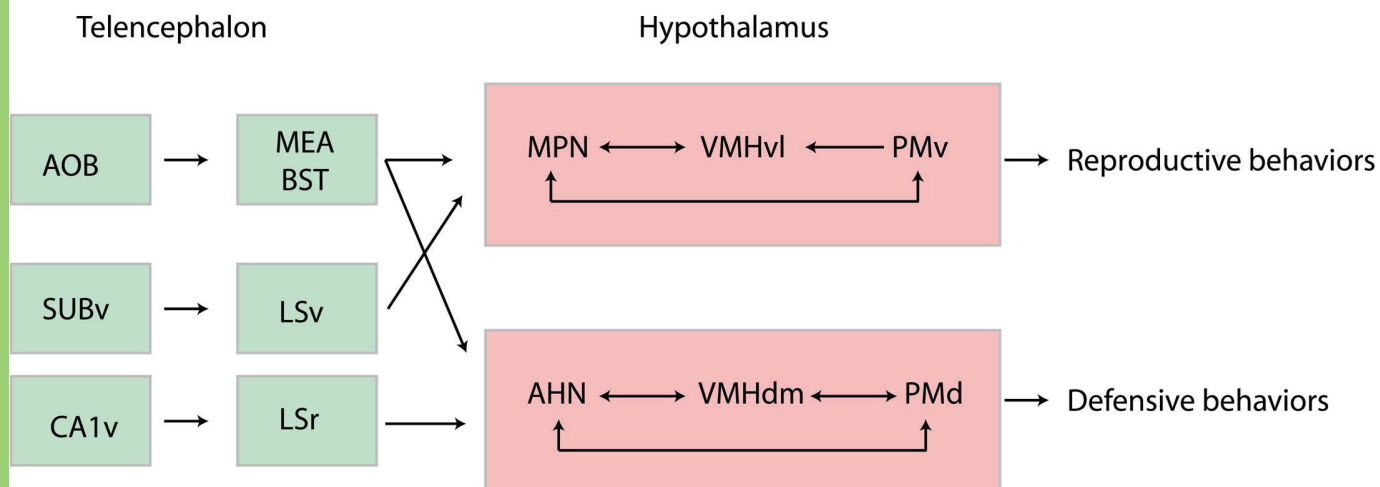 Telencephalon
Hypothalamus
AOB
MEA
BST
MPN
VMHvl
PMv
Reproductive behaviors
SUBv
LSv
CA1v
LSr
AHN
VMHdm
PMd
Defensive behaviors